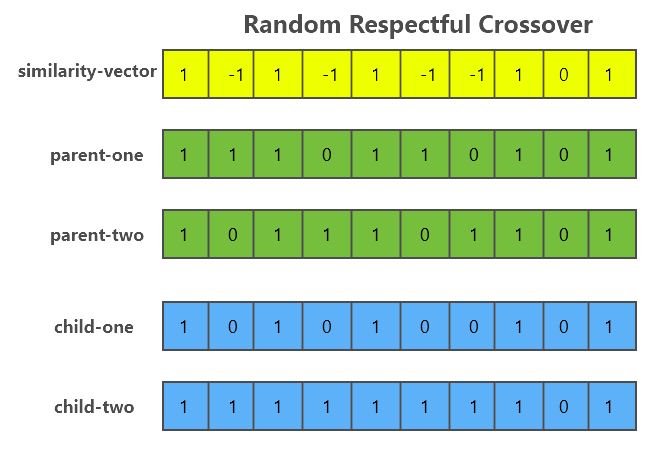 Random Respectful Crossover
similarity-vector 1 -1 1 -1 1 -1 -1 1 0 1
parent-one 1 1 1 0 1 1 0 1 0 1
parent-two 1 0 1 1 1 0 1 1 0 1
child-one 1 0 1 0 1 0 0 1 0 1
child-two 1 1 1 1 1 1 1 1 0 1